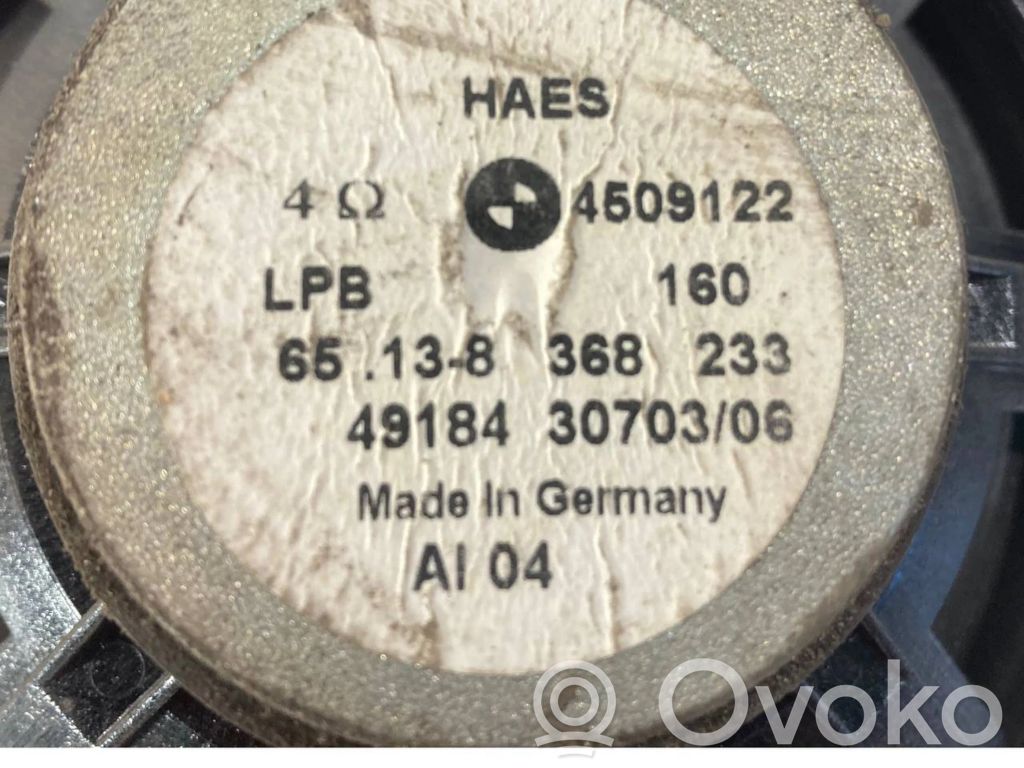 HAES
4 Ω 4509122
LPB 160
65 .13-8 368 233
49184 30703/06
Made In Germany
AI 04
Ovoko